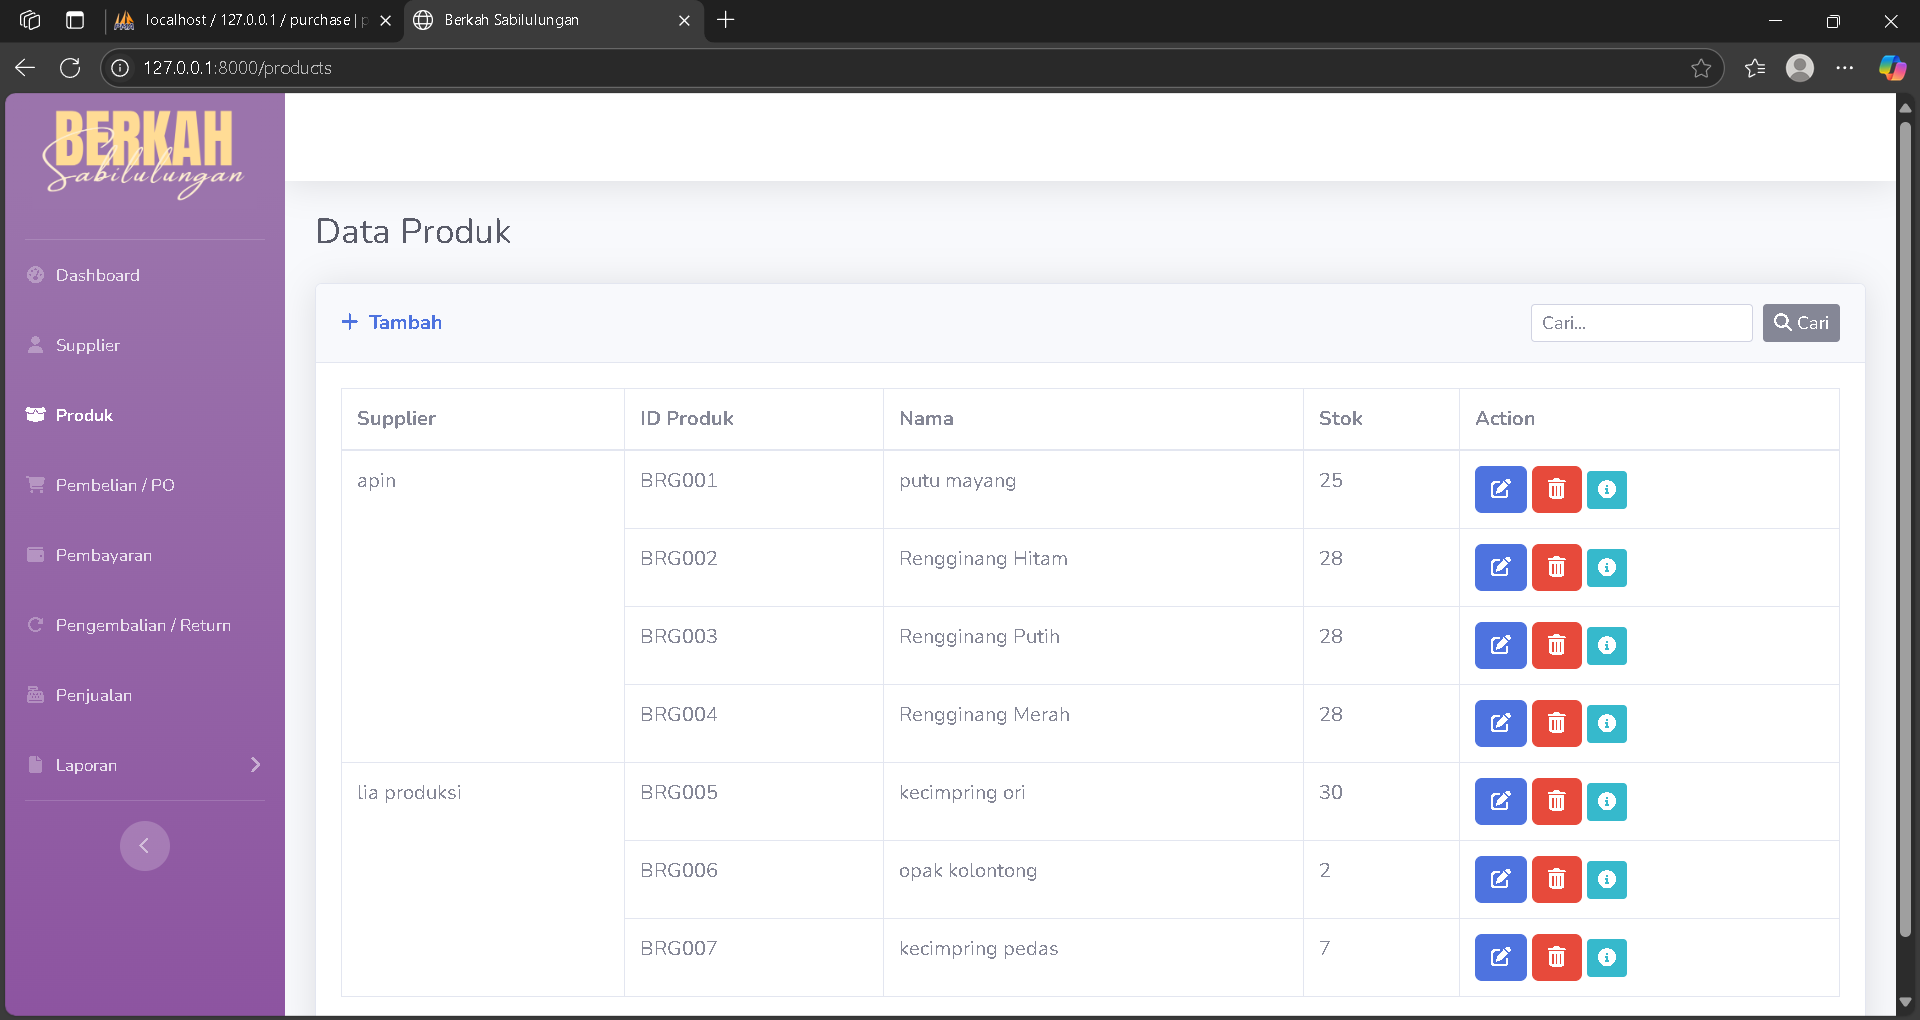 localhost / 127.0.0.1 / purchase |
Berkah Sabilulungan
127.0.0.1:8000/products
BERKAH
Sabilulungan
Dashboard
Supplier
Produk
Pembelian / PO
Pembayaran
Pengembalian / Return
Penjualan
Laporan
Data Produk
+ Tambah
Cari...
Cari
Supplier ID Produk Nama Stok Action
apin BRG001 putu mayang 25
BRG002 Rengginang Hitam 28
BRG003 Rengginang Putih 28
BRG004 Rengginang Merah 28
lia produksi BRG005 kecimpring ori 30
BRG006 opak kolontong 2
BRG007 kecimpring pedas 7